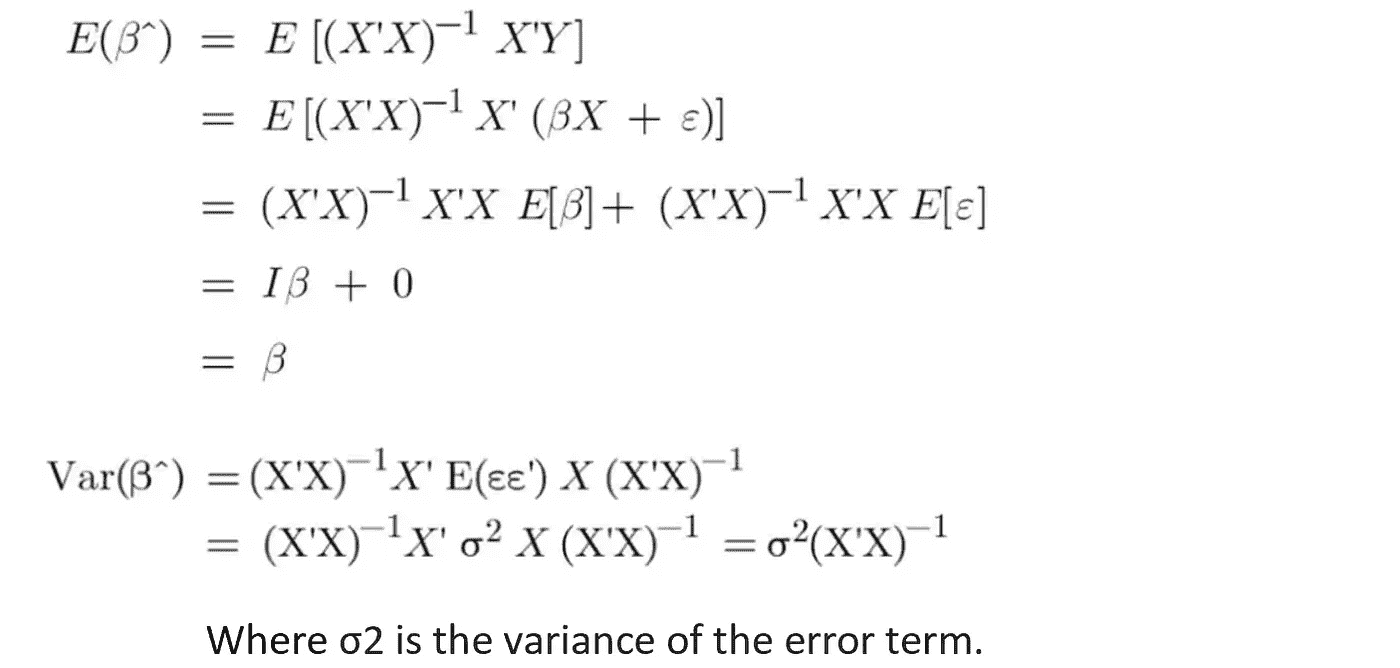 E(β^) = E [(X'X)⁻¹ X'Y]
= E [(X'X)⁻¹ X' (βX + ε)]
= (X'X)⁻¹ X'X E[β]+ (X'X)⁻¹ X'X E[ε]
= Iβ + 0
= β
Var(β^) = (X'X)⁻¹X' E(εε') X (X'X)⁻¹
= (X'X)⁻¹X' σ² X (X'X)⁻¹ = σ²(X'X)⁻¹
Where σ2 is the variance of the error term.